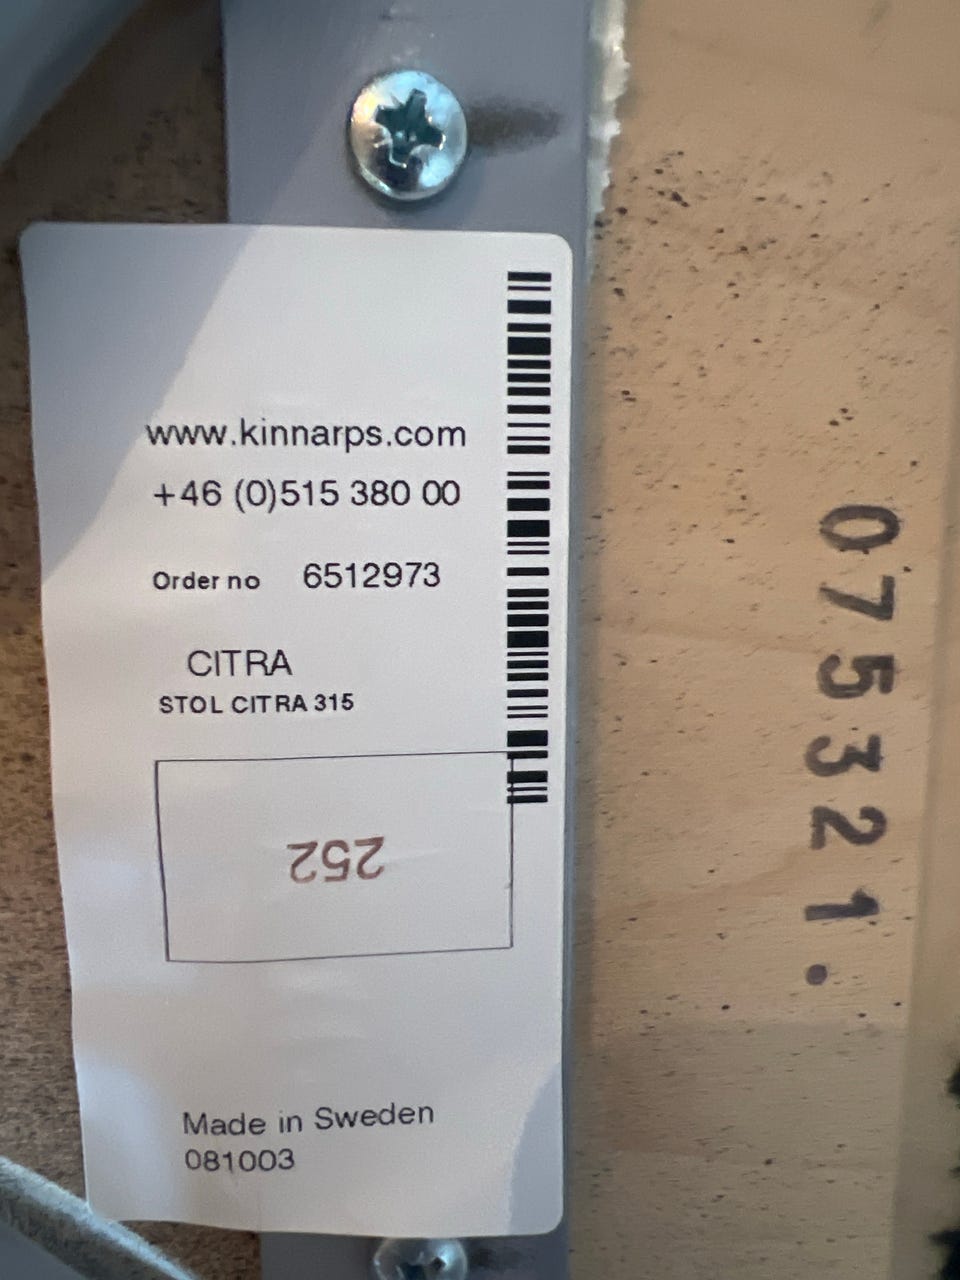 www.kinnarps.com
+46 (0)515 380 00
Order no 6512973
CITRA
STOL CITRA 315
252
Made in Sweden
081003
075321.